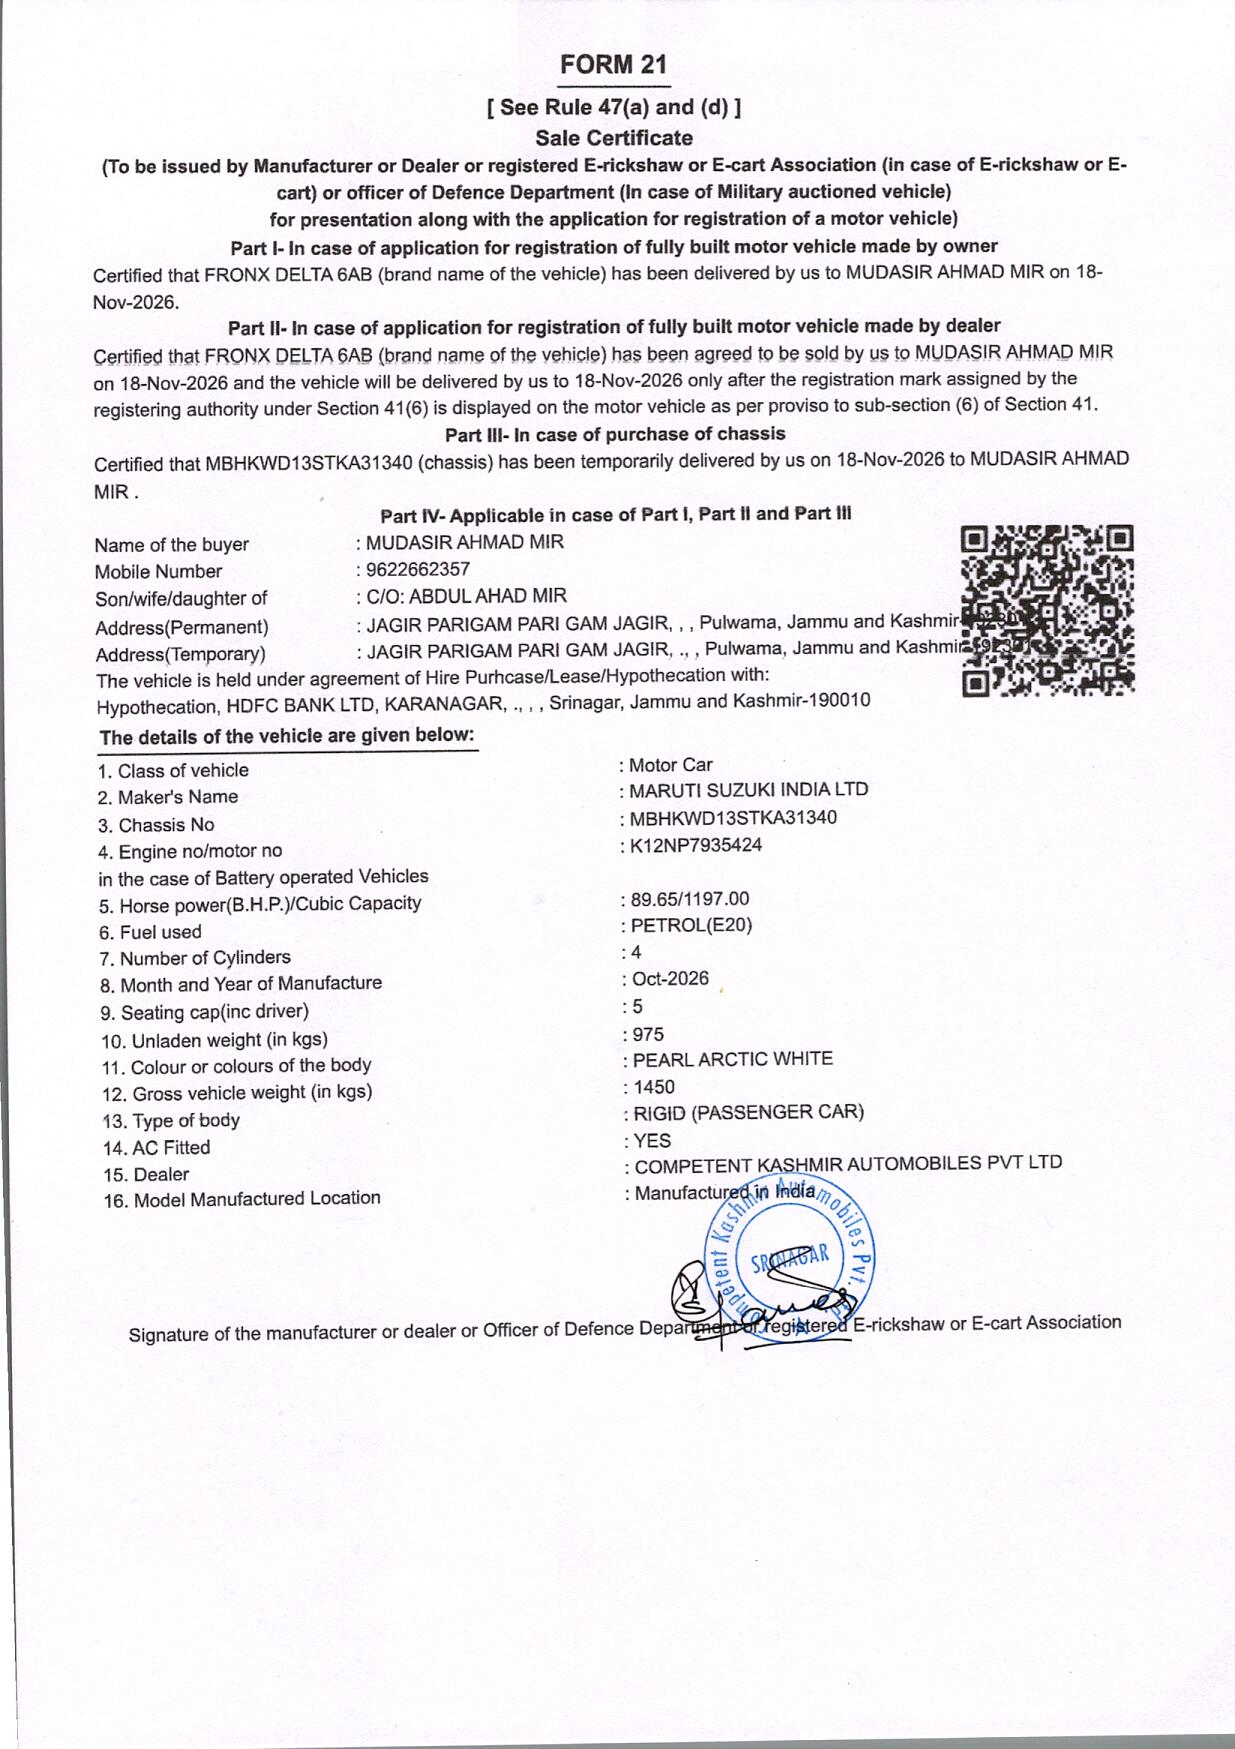 FORM 21
[ See Rule 47(a) and (d) ]
Sale Certificate
(To be issued by Manufacturer or Dealer or registered E-rickshaw or E-cart Association (in case of E-rickshaw or E-
cart) or officer of Defence Department (In case of Military auctioned vehicle)
for presentation along with the application for registration of a motor vehicle)
Part I- In case of application for registration of fully built motor vehicle made by owner
Certified that FRONX DELTA 6AB (brand name of the vehicle) has been delivered by us to MUDASIR AHMAD MIR on 18-
Nov-2026.
Part II- In case of application for registration of fully built motor vehicle made by dealer
Certified that FRONX DELTA 6AB (brand name of the vehicle) has been agreed to be sold by us to MUDASIR AHMAD MIR
on 18-Nov-2026 and the vehicle will be delivered by us to 18-Nov-2026 only after the registration mark assigned by the
registering authority under Section 41(6) is displayed on the motor vehicle as per proviso to sub-section (6) of Section 41.
Part III- In case of purchase of chassis
Certified that MBHKWD13STKA31340 (chassis) has been temporarily delivered by us on 18-Nov-2026 to MUDASIR AHMAD
MIR .
Part IV- Applicable in case of Part I, Part II and Part III
Name of the buyer : MUDASIR AHMAD MIR
Mobile Number : 9622662357
Son/wife/daughter of : C/O: ABDUL AHAD MIR
Address(Permanent) : JAGIR PARIGAM PARI GAM JAGIR, , , Pulwama, Jammu and Kashmir-
Address(Temporary) : JAGIR PARIGAM PARI GAM JAGIR, ., , Pulwama, Jammu and Kashmir-
The vehicle is held under agreement of Hire Purhcase/Lease/Hypothecation with:
Hypothecation, HDFC BANK LTD, KARANAGAR, ., , , Srinagar, Jammu and Kashmir-190010
The details of the vehicle are given below:
1. Class of vehicle : Motor Car
2. Maker's Name : MARUTI SUZUKI INDIA LTD
3. Chassis No : MBHKWD13STKA31340
4. Engine no/motor no : K12NP7935424
in the case of Battery operated Vehicles
5. Horse power(B.H.P.)/Cubic Capacity : 89.65/1197.00
6. Fuel used : PETROL(E20)
7. Number of Cylinders : 4
8. Month and Year of Manufacture : Oct-2026
9. Seating cap(inc driver) : 5
10. Unladen weight (in kgs) : 975
11. Colour or colours of the body : PEARL ARCTIC WHITE
12. Gross vehicle weight (in kgs) : 1450
13. Type of body : RIGID (PASSENGER CAR)
14. AC Fitted : YES
15. Dealer : COMPETENT KASHMIR AUTOMOBILES PVT LTD
16. Model Manufactured Location : Manufactured in India
Competent Kashmir Automobiles Pvt. Ltd.
SRINAGAR
Signature of the manufacturer or dealer or Officer of Defence Department or registered E-rickshaw or E-cart Association